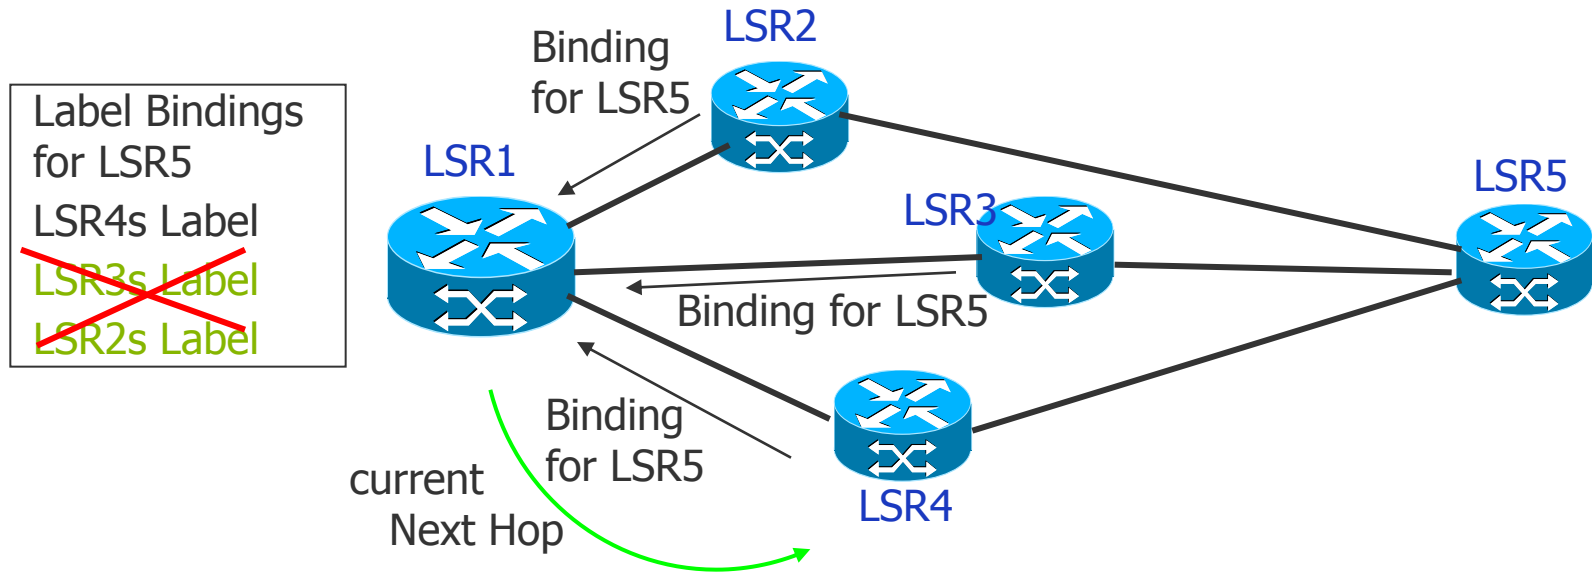 LSR2
Binding
for LSR5
Label Bindings
for LSR5
LSR4s Label
LSR3s Label
LSR2s Label
LSR1
LSR3
LSR5
Binding for LSR5
Binding
for LSR5
current
Next Hop
LSR4